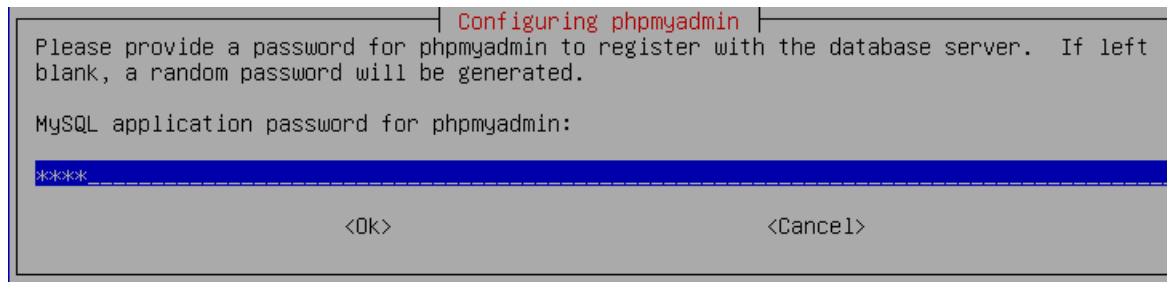 Configuring phpmyadmin
Please provide a password for phpmyadmin to register with the database server.  If left
blank, a random password will be generated.
MySQL application password for phpmyadmin:
****_______________________________________________________________________________
<Ok> <Cancel>